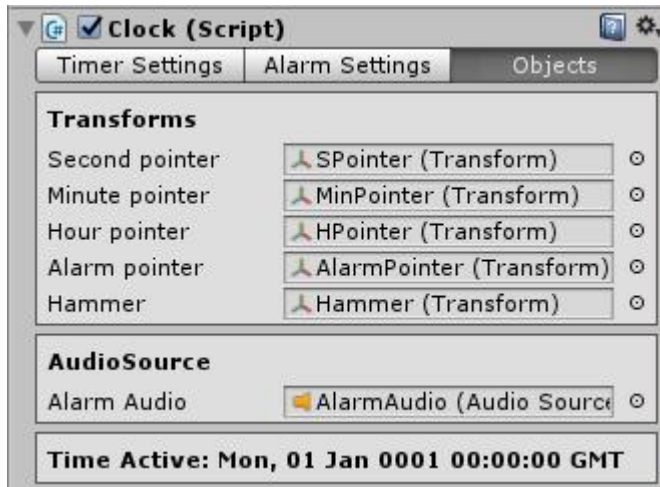 Clock (Script)
Timer Settings Alarm Settings Objects
Transforms
Second pointer SPointer (Transform)
Minute pointer MinPointer (Transform)
Hour pointer HPointer (Transform)
Alarm pointer AlarmPointer (Transform)
Hammer Hammer (Transform)
AudioSource
Alarm Audio AlarmAudio (Audio Source
Time Active: Mon, 01 Jan 0001 00:00:00 GMT